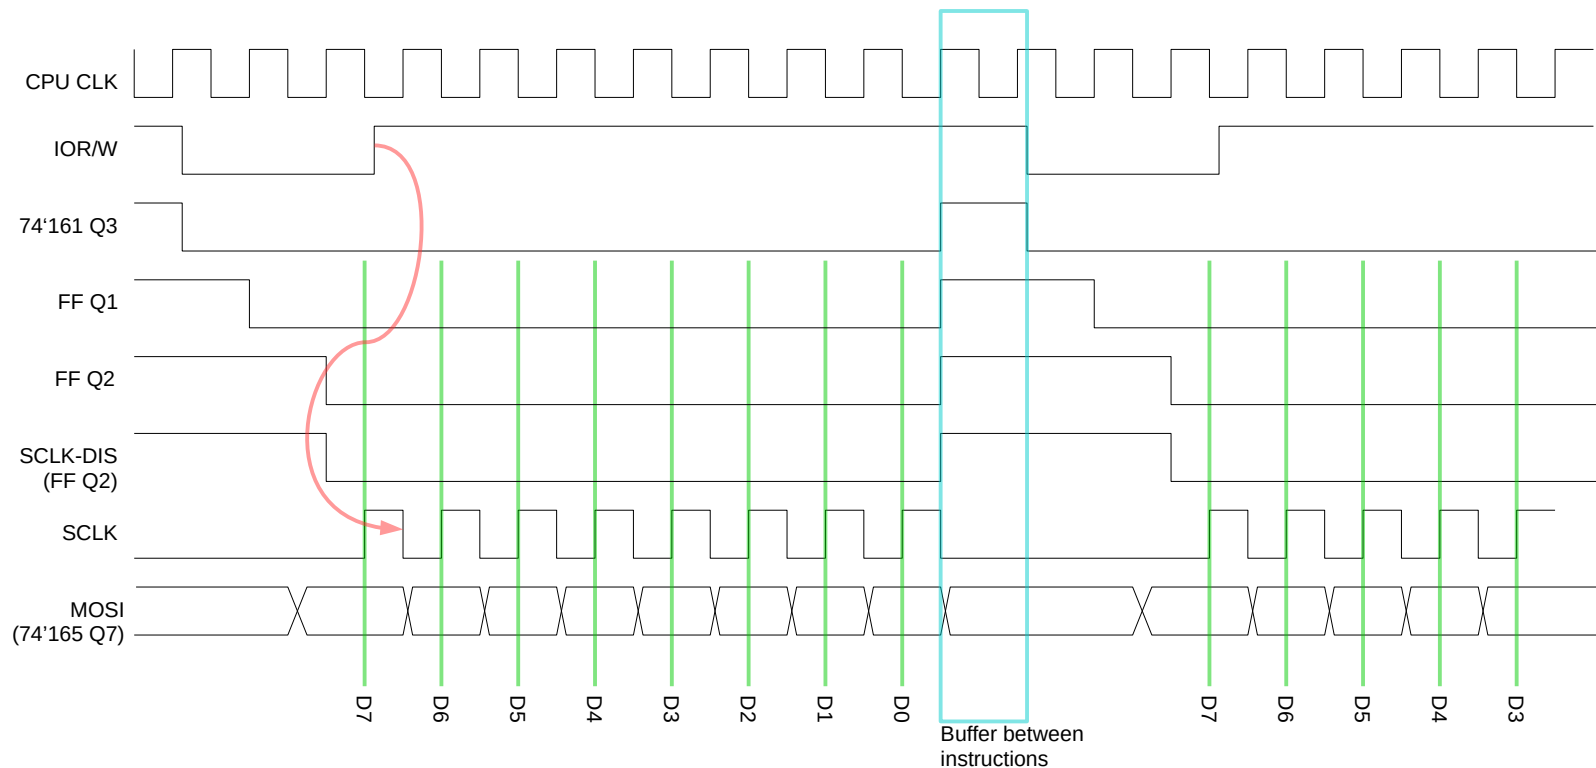 CPU CLK
IOR/W
74‘161 Q3
FF Q1
FF Q2
SCLK-DIS
(FF Q2)
SCLK
MOSI
(74’165 Q7)
D7
D6
D5
D4
D3
D2
D1
D0
D7
D6
D5
D4
D3
Buffer between
instructions